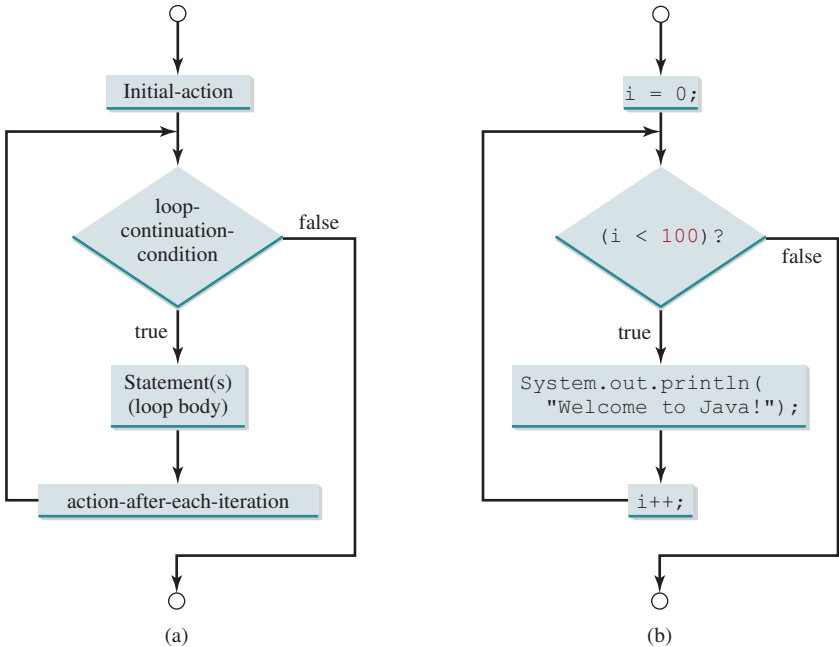 Initial-action
loop-
continuation-
condition
false
true
Statement(s)
(loop body)
action-after-each-iteration
(a)
i = 0;
(i < 100)?
false
true
System.out.println(
"Welcome to Java!");
i++;
(b)